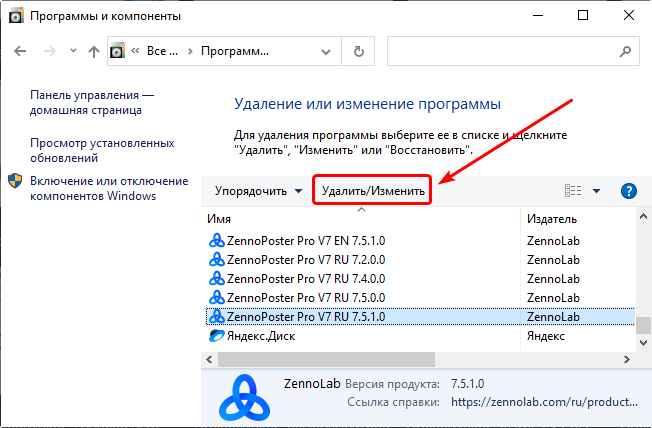 Программы и компоненты
Все ... Программ...
Панель управления — домашняя страница
Просмотр установленных обновлений
Включение или отключение компонентов Windows
Удаление или изменение программы
Для удаления программы выберите ее в списке и щелкните
"Удалить", "Изменить" или "Восстановить".
Упорядочить Удалить/Изменить
Имя Издатель
ZennoPoster Pro V7 EN 7.5.1.0 ZennoLab
ZennoPoster Pro V7 RU 7.2.0.0 ZennoLab
ZennoPoster Pro V7 RU 7.4.0.0 ZennoLab
ZennoPoster Pro V7 RU 7.5.0.0 ZennoLab
ZennoPoster Pro V7 RU 7.5.1.0 ZennoLab
Яндекс.Диск Яндекс
ZennoLab Версия продукта: 7.5.1.0
Ссылка справки: https://zennolab.com/ru/product...